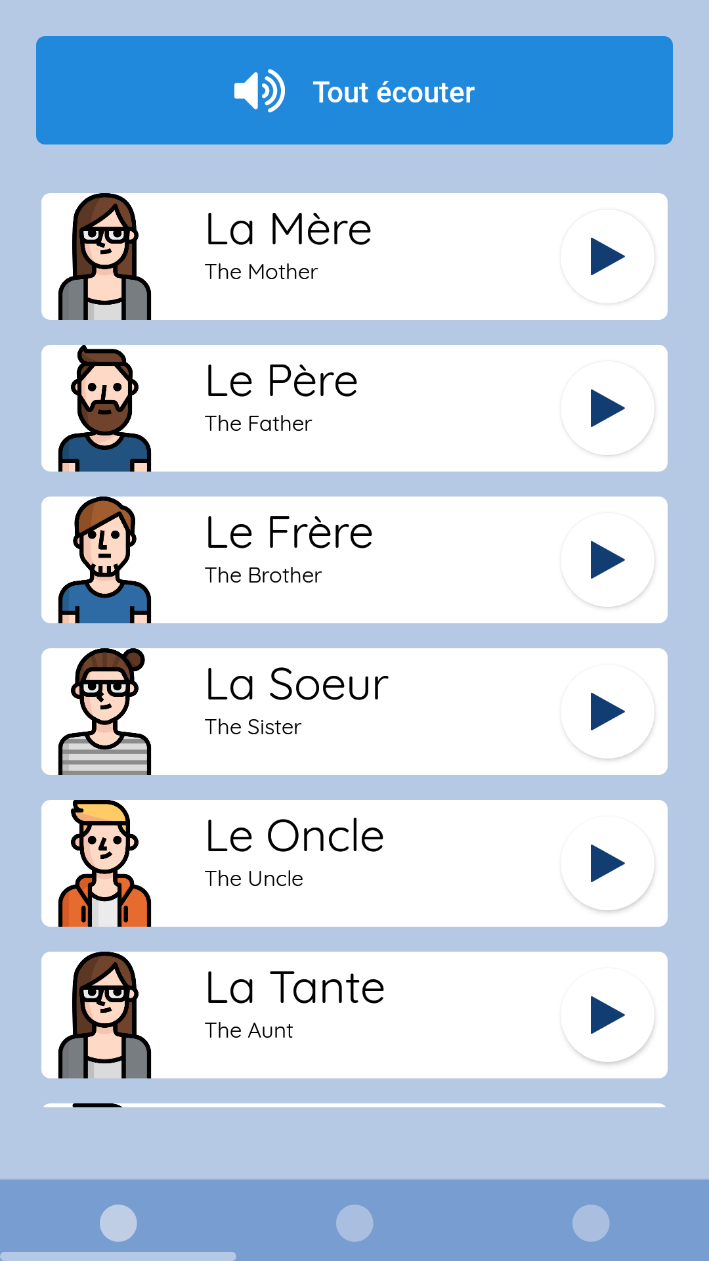 Tout écouter
La Mère
The Mother
Le Père
The Father
Le Frère
The Brother
La Soeur
The Sister
Le Oncle
The Uncle
La Tante
The Aunt